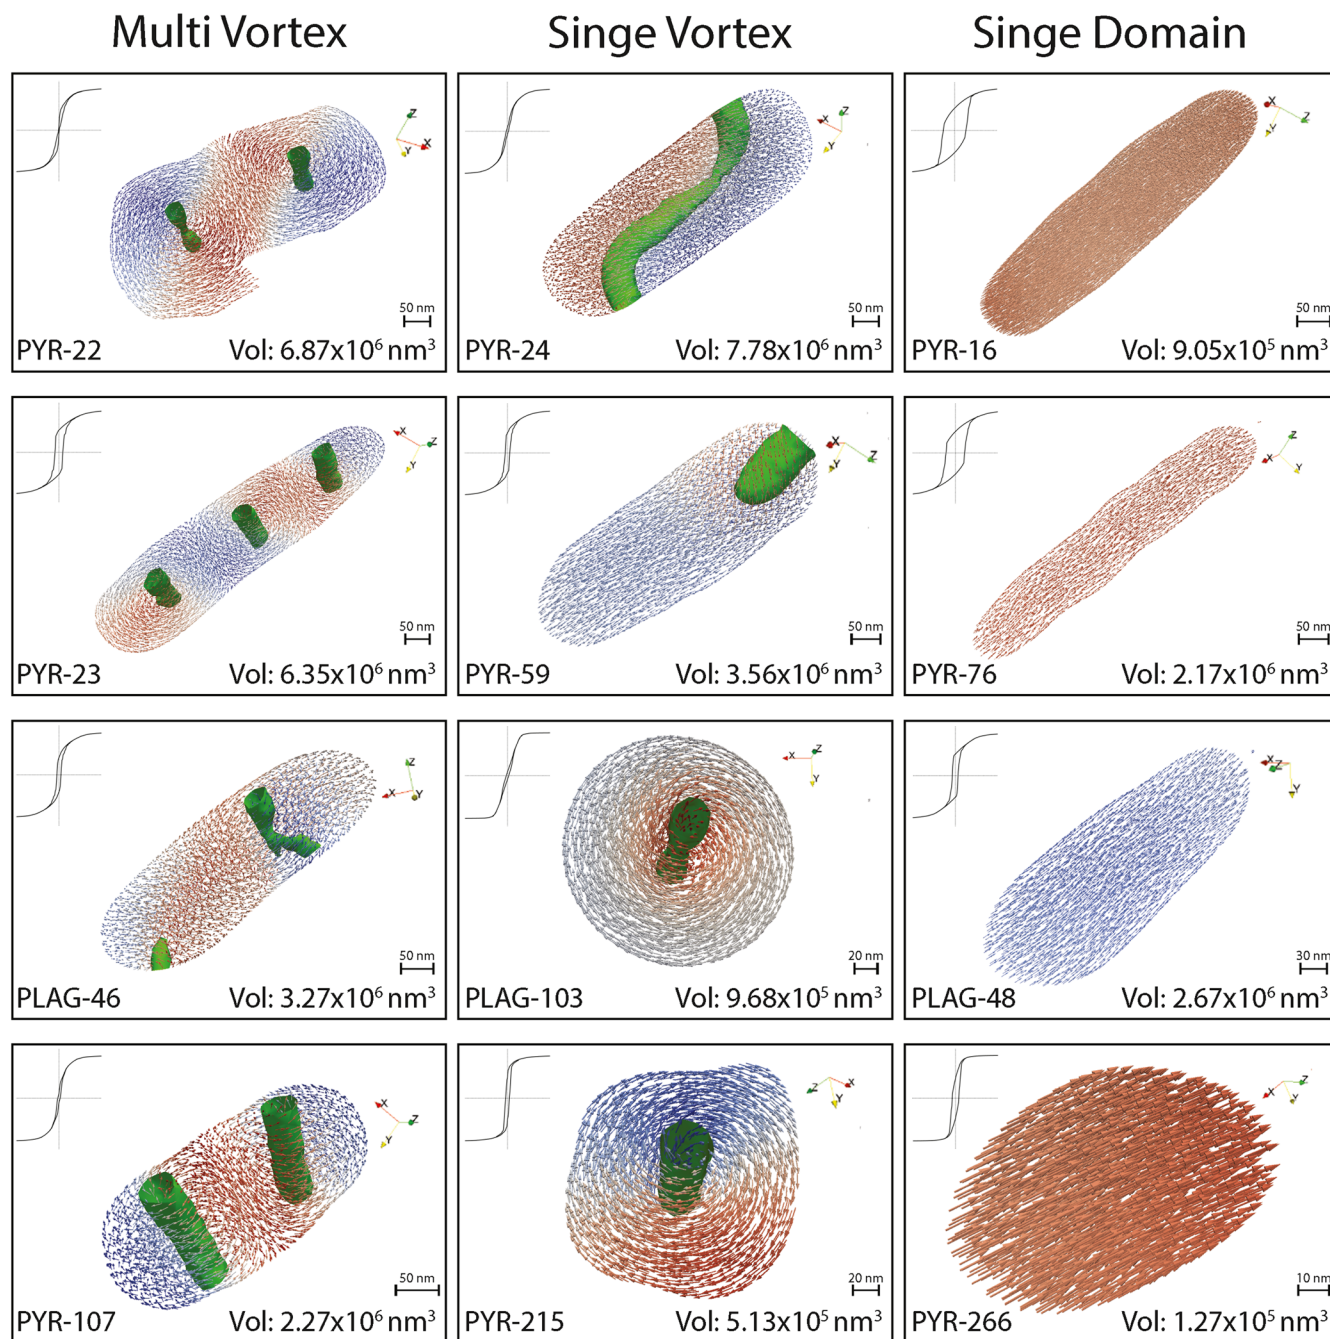 Multi Vortex
Singe Vortex
Singe Domain
Z
X
Y
50 nm
PYR-22 Vol: 6.87x10⁶ nm³
X
Z
Y
50 nm
PYR-24 Vol: 7.78x10⁶ nm³
X
Z
Y
50 nm
PYR-16 Vol: 9.05x10⁵ nm³
X
Z
Y
50 nm
PYR-23 Vol: 6.35x10⁶ nm³
X
Z
Y
50 nm
PYR-59 Vol: 3.56x10⁶ nm³
Z
X
Y
50 nm
PYR-76 Vol: 2.17x10⁶ nm³
Z
X
Y
50 nm
PLAG-46 Vol: 3.27x10⁶ nm³
Z
X
Y
20 nm
PLAG-103 Vol: 9.68x10⁵ nm³
X
Z
Y
30 nm
PLAG-48 Vol: 2.67x10⁶ nm³
X
Z
Y
50 nm
PYR-107 Vol: 2.27x10⁶ nm³
Z
X
Y
20 nm
PYR-215 Vol: 5.13x10⁵ nm³
X
Z
Y
10 nm
PYR-266 Vol: 1.27x10⁵ nm³